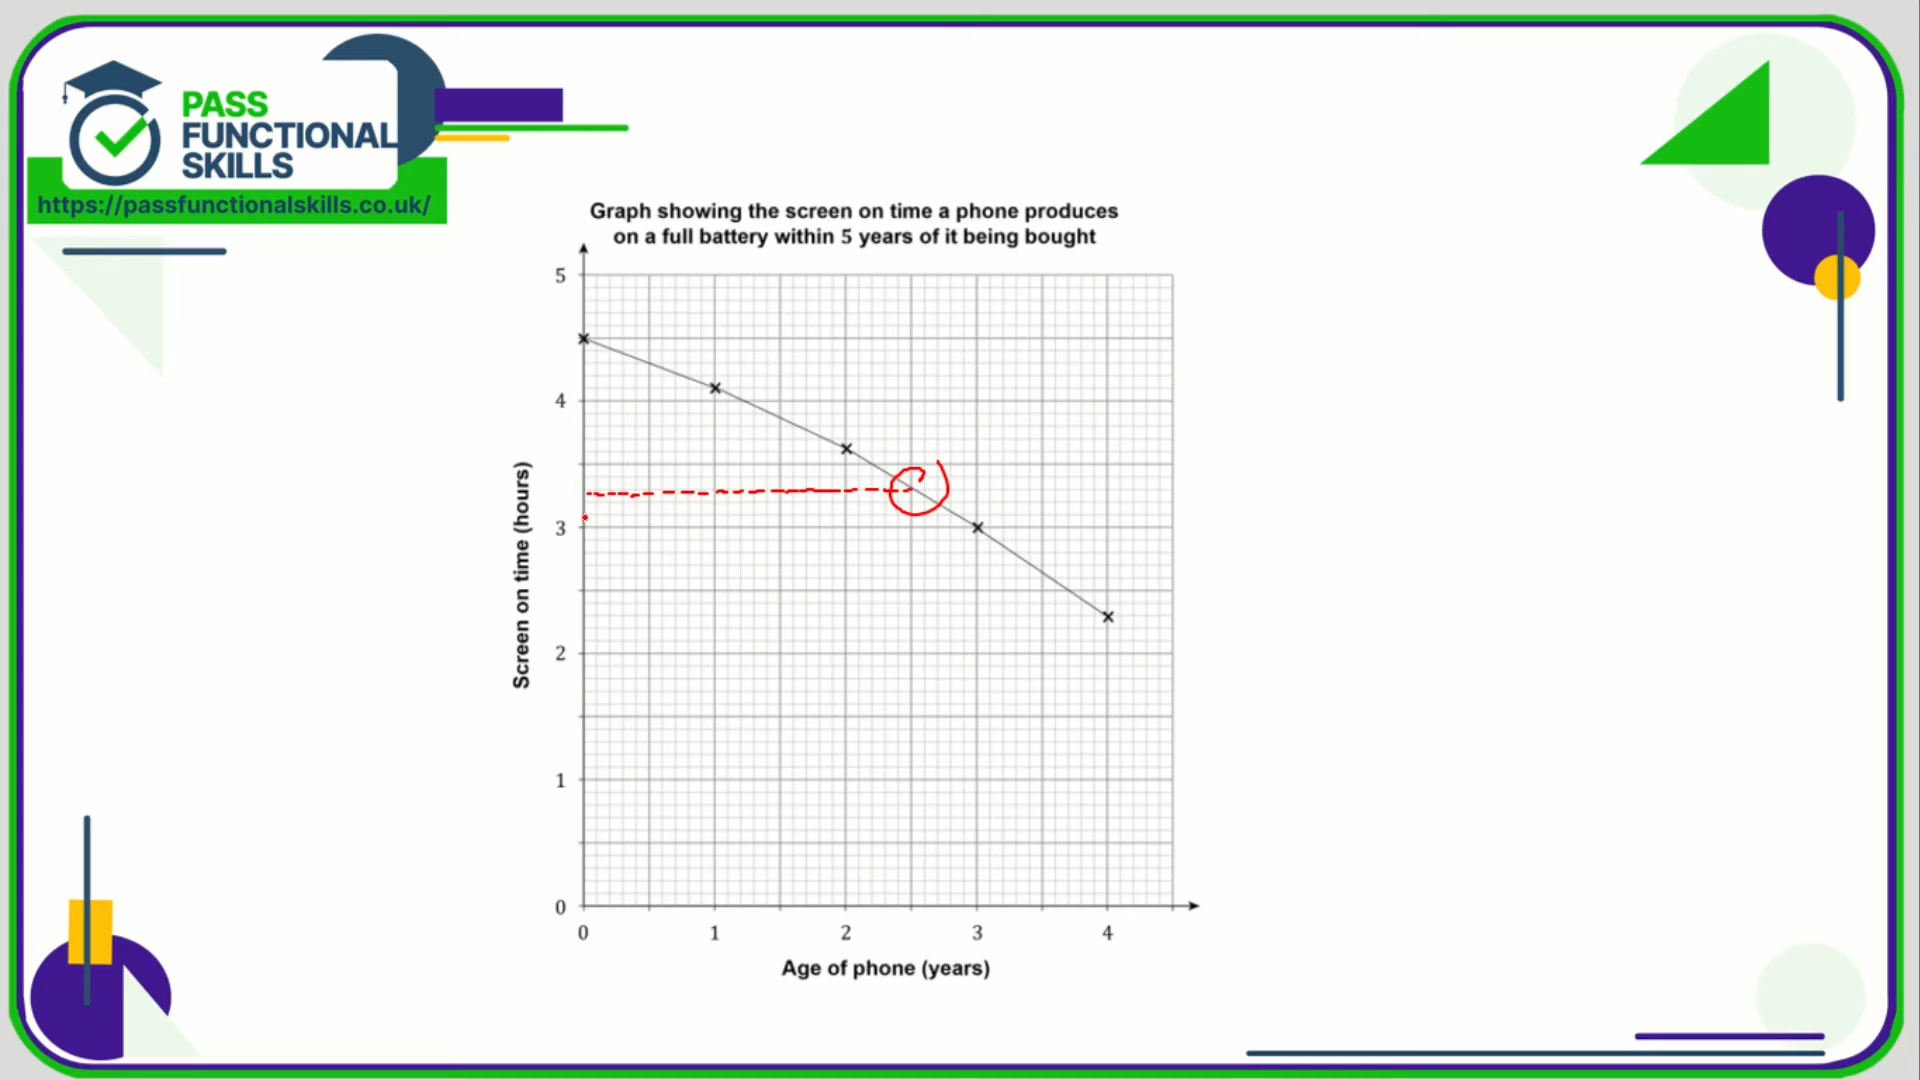 PASS
FUNCTIONAL
SKILLS
https://passfunctionalskills.co.uk/
Graph showing the screen on time a phone produces
on a full battery within 5 years of it being bought
5
4
3
2
1
0
Screen on time (hours)
0 1 2 3 4
Age of phone (years)